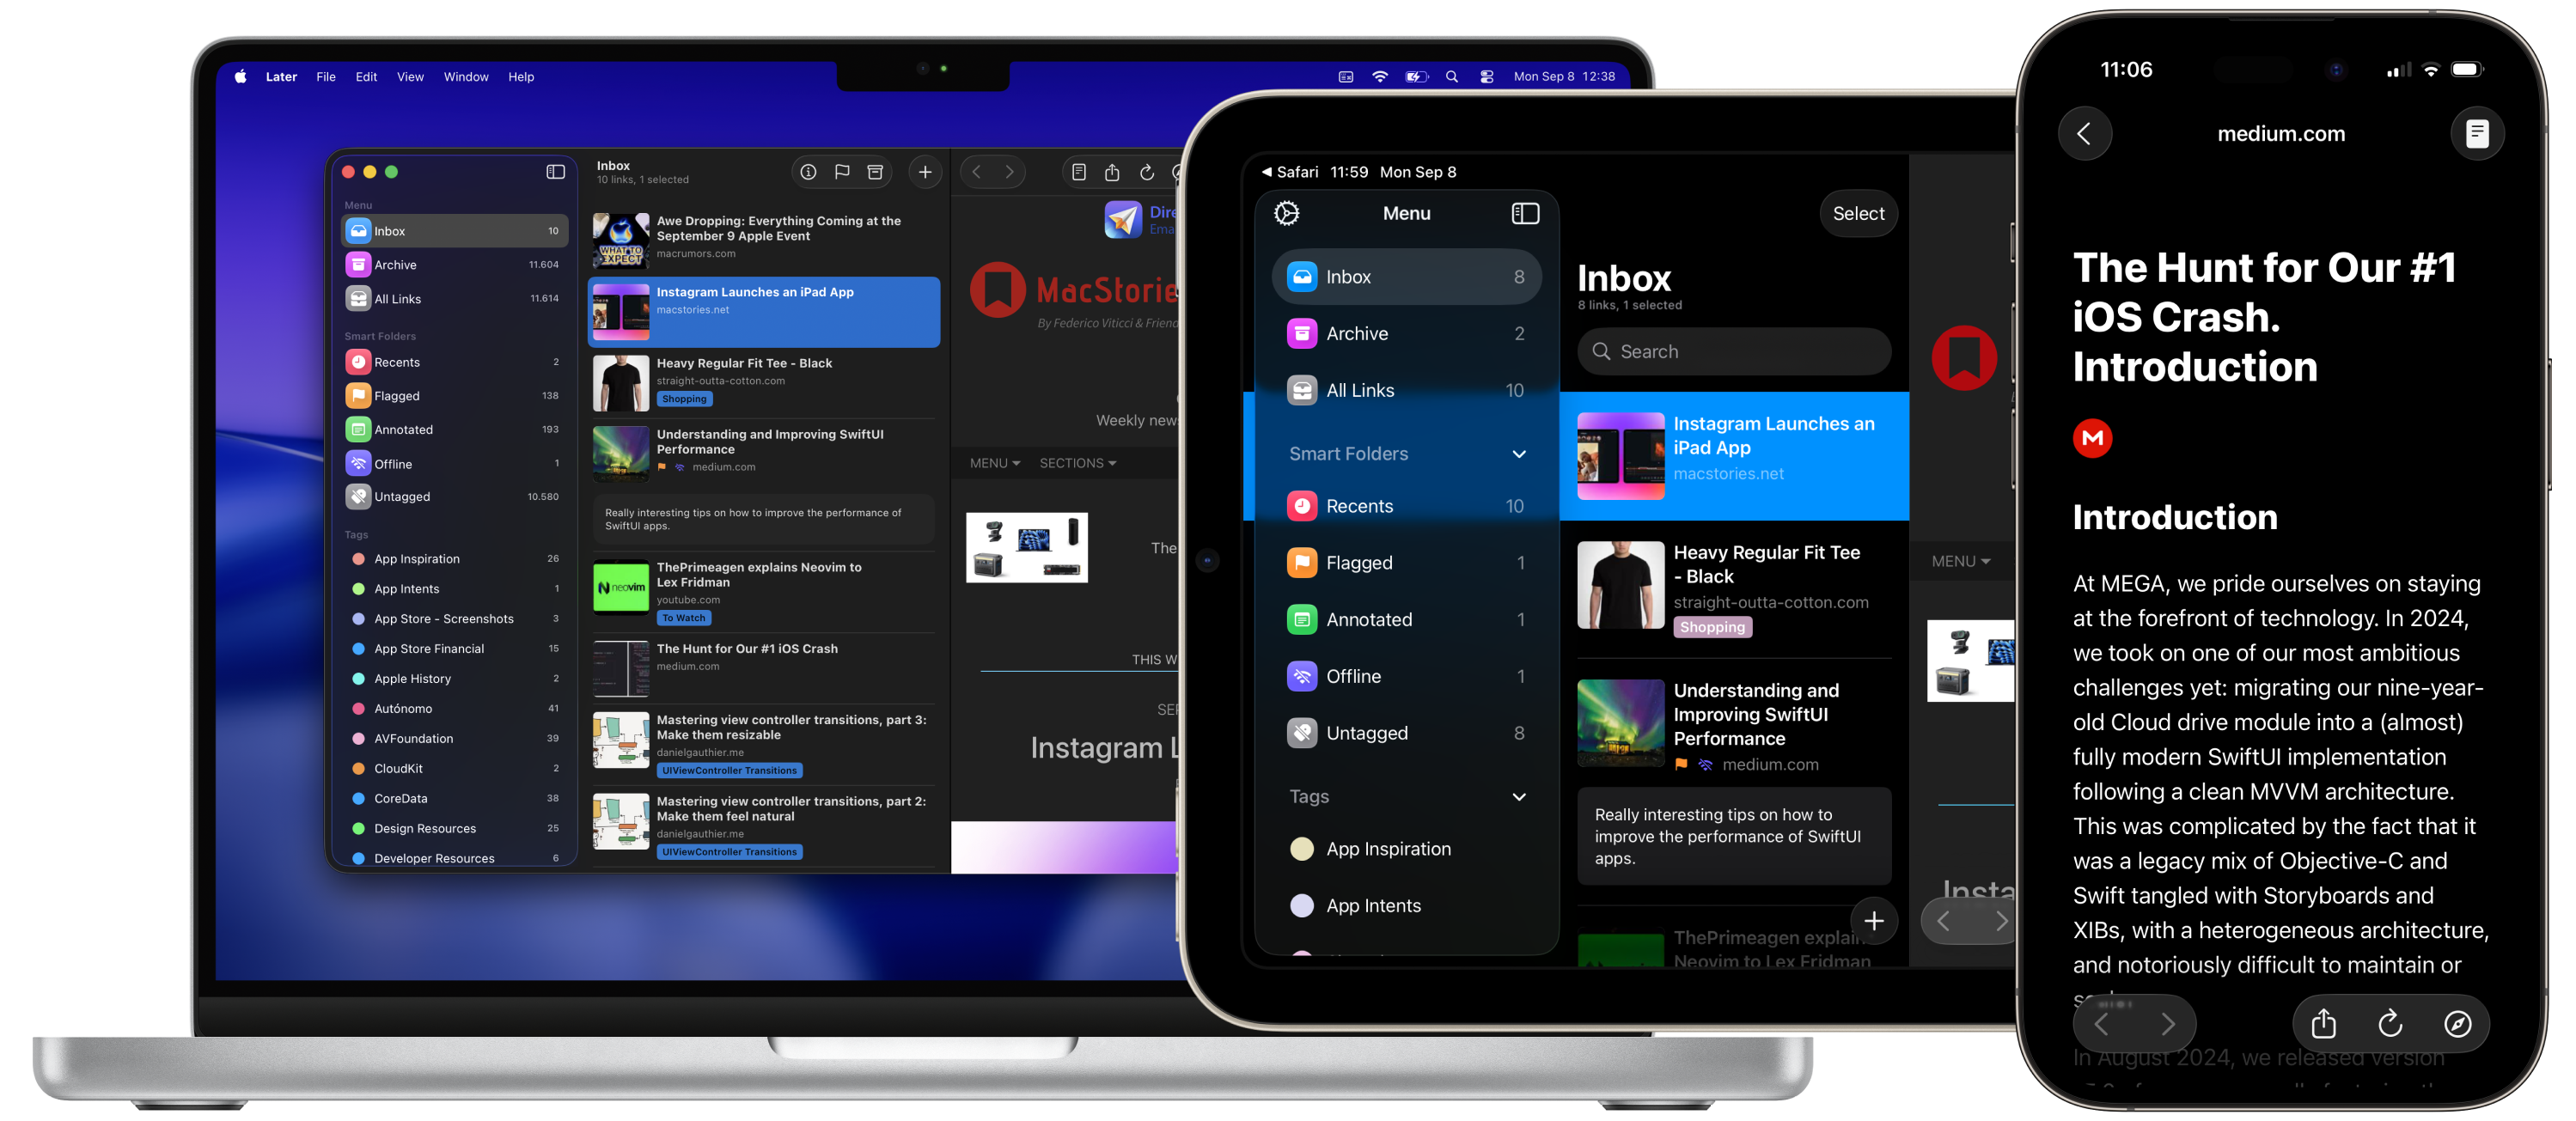 Later File Edit View Window Help
Mon Sep 8 12:38
Menu
Inbox 10
Archive 11.604
All Links 11.614
Smart Folders
Recents 2
Flagged 138
Annotated 193
Offline 1
Untagged 10.580
Tags
App Inspiration 26
App Intents 1
App Store - Screenshots 3
App Store Financial 15
Apple History 2
Autónomo 41
AVFoundation 39
CloudKit 2
CoreData 38
Design Resources 25
Developer Resources 6
Inbox
10 links, 1 selected
WHAT TO
EXPECT
Awe Dropping: Everything Coming at the
September 9 Apple Event
macrumors.com
Instagram Launches an iPad App
macstories.net
Heavy Regular Fit Tee - Black
straight-outta-cotton.com
Shopping
Understanding and Improving SwiftUI
Performance
medium.com
Really interesting tips on how to improve the performance of
SwiftUI apps.
neovim
ThePrimeagen explains Neovim to
Lex Fridman
youtube.com
To Watch
The Hunt for Our #1 iOS Crash
medium.com
Mastering view controller transitions, part 3:
Make them resizable
danielgauthier.me
UIViewController Transitions
Mastering view controller transitions, part 2:
Make them feel natural
danielgauthier.me
UIViewController Transitions
MacStorie
By Federico Viticci & Friend
Weekly new
MENU SECTIONS
The
THIS W
SE
Instagram L
Safari 11:59 Mon Sep 8
Menu
Inbox 8
Archive 2
All Links 10
Smart Folders
Recents 10
Flagged 1
Annotated 1
Offline 1
Untagged 8
Tags
App Inspiration
App Intents
Select
Inbox
8 links, 1 selected
Search
Instagram Launches an
iPad App
macstories.net
Heavy Regular Fit Tee
- Black
straight-outta-cotton.com
Shopping
Understanding and
Improving SwiftUI
Performance
medium.com
Really interesting tips on how to
improve the performance of SwiftUI
apps.
ThePrimeagen explain
Neovim to Lex Fridman
MENU
Insta
11:06
medium.com
The Hunt for Our #1
iOS Crash.
Introduction
M
Introduction
At MEGA, we pride ourselves on staying
at the forefront of technology. In 2024,
we took on one of our most ambitious
challenges yet: migrating our nine-year-
old Cloud drive module into a (almost)
fully modern SwiftUI implementation
following a clean MVVM architecture.
This was complicated by the fact that it
was a legacy mix of Objective-C and
Swift tangled with Storyboards and
XIBs, with a heterogeneous architecture,
and notoriously difficult to maintain or
In August 2024, we released version